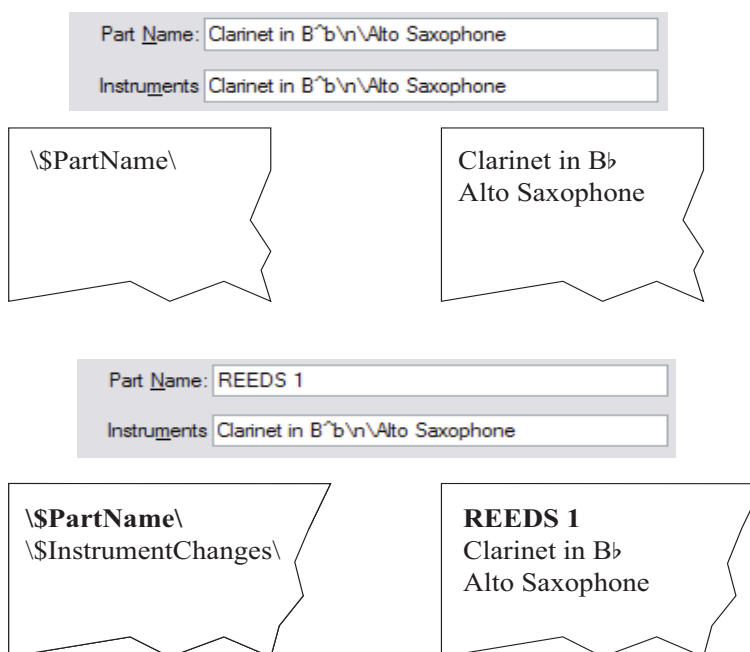 Part Name: Clarinet in B^b\n\Alto Saxophone
Instruments Clarinet in B^b\n\Alto Saxophone
\$PartName\
Clarinet in B♭
Alto Saxophone
Part Name: REEDS 1
Instruments Clarinet in B^b\n\Alto Saxophone
\$PartName\
\$InstrumentChanges\
REEDS 1
Clarinet in B♭
Alto Saxophone